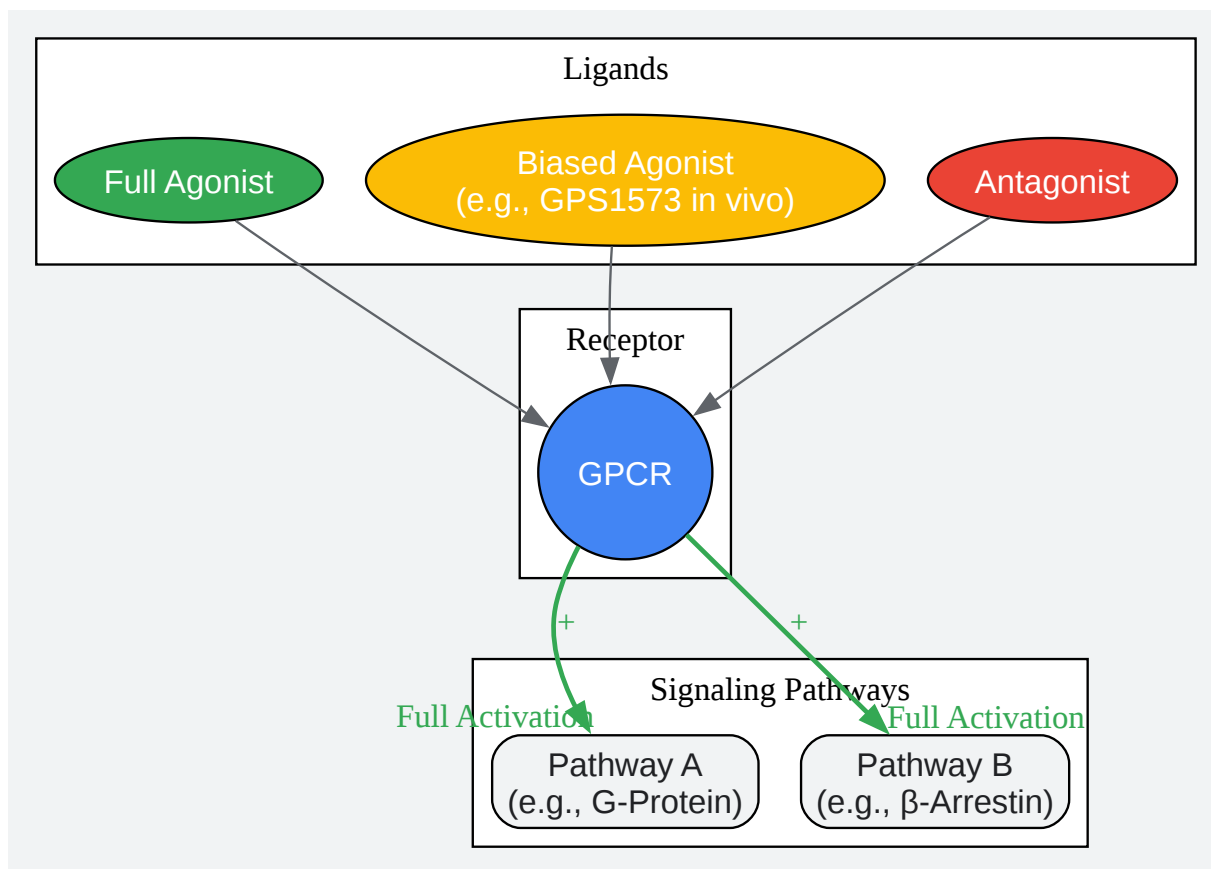 Ligands
Full Agonist
Biased Agonist
(e.g., GPS1573 in vivo)
Antagonist
Receptor
GPCR
+
+
Signaling Pathways
Full Activation
Full Activation
Pathway A
(e.g., G-Protein)
Pathway B
(e.g., β-Arrestin)